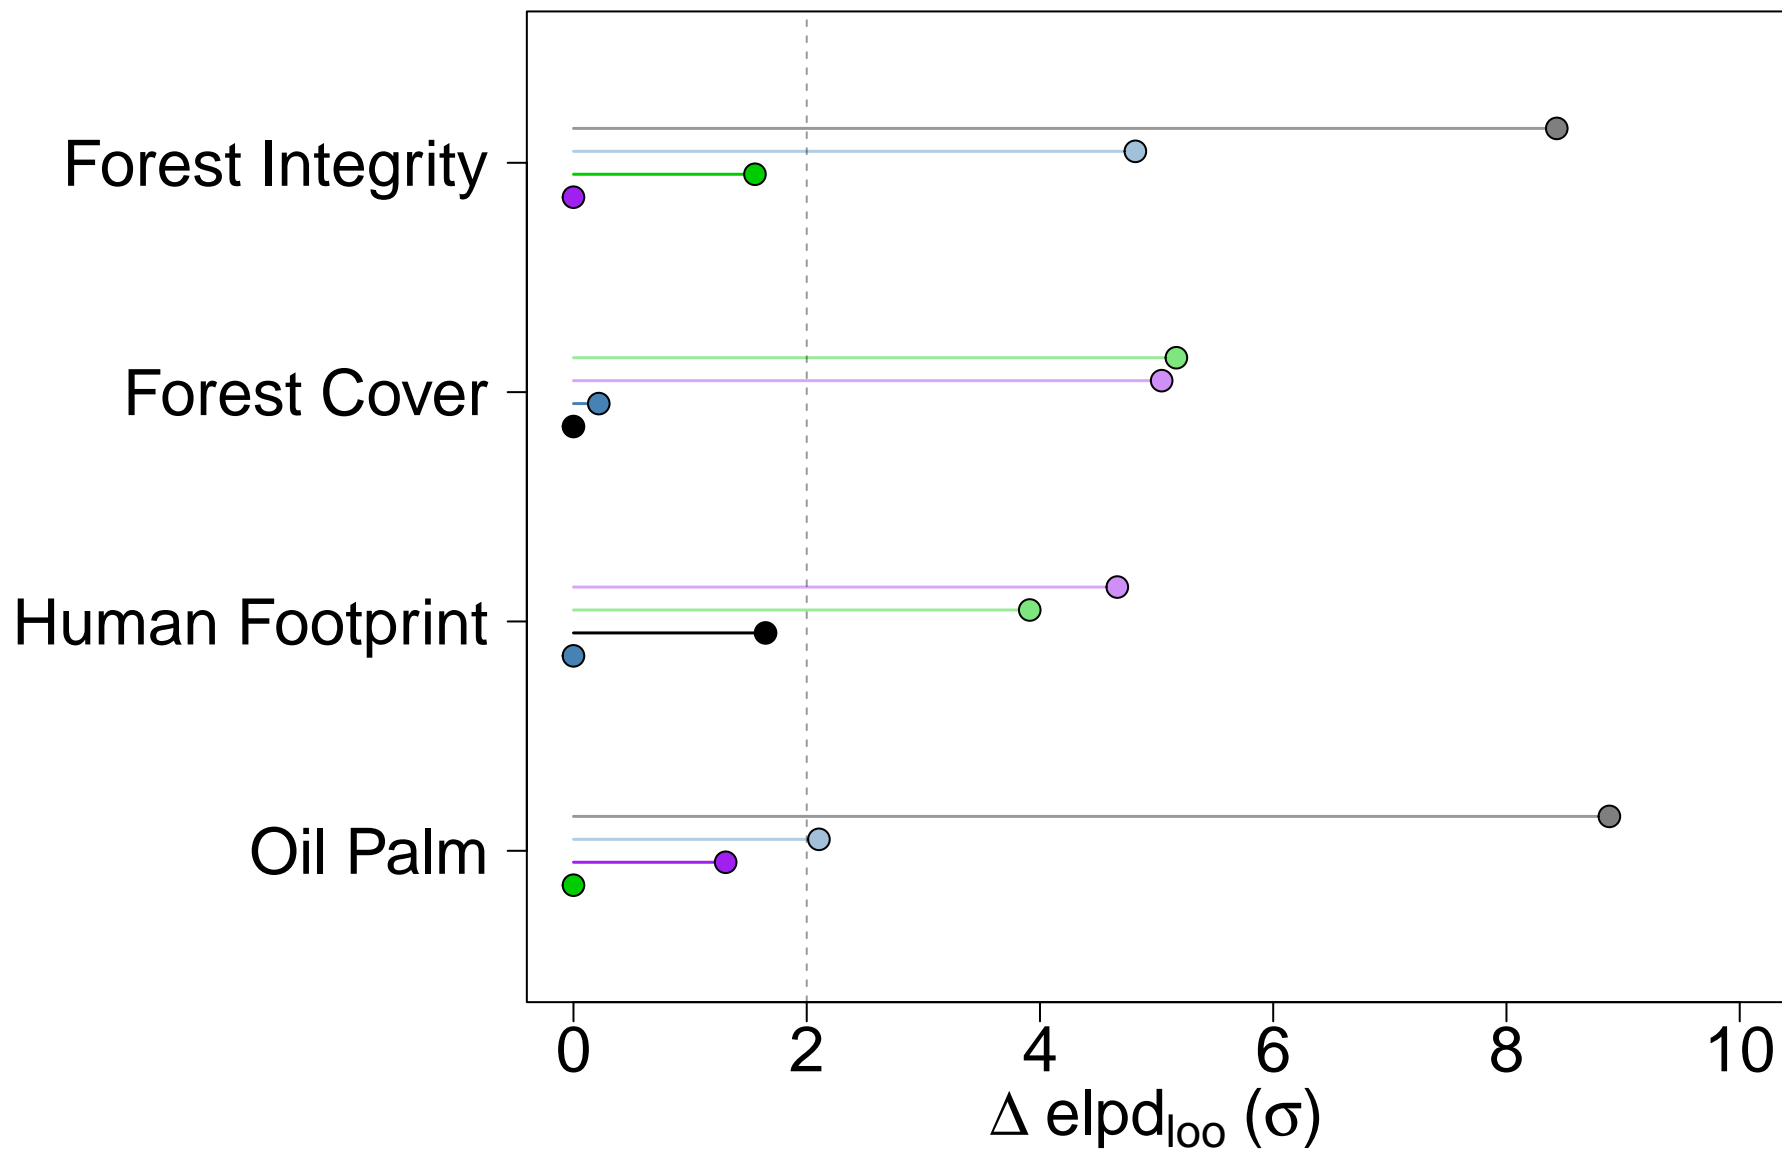 Forest Integrity
Forest Cover
Human Footprint
Oil Palm
0 2 4 6 8 10
Δ elpdloo (σ)